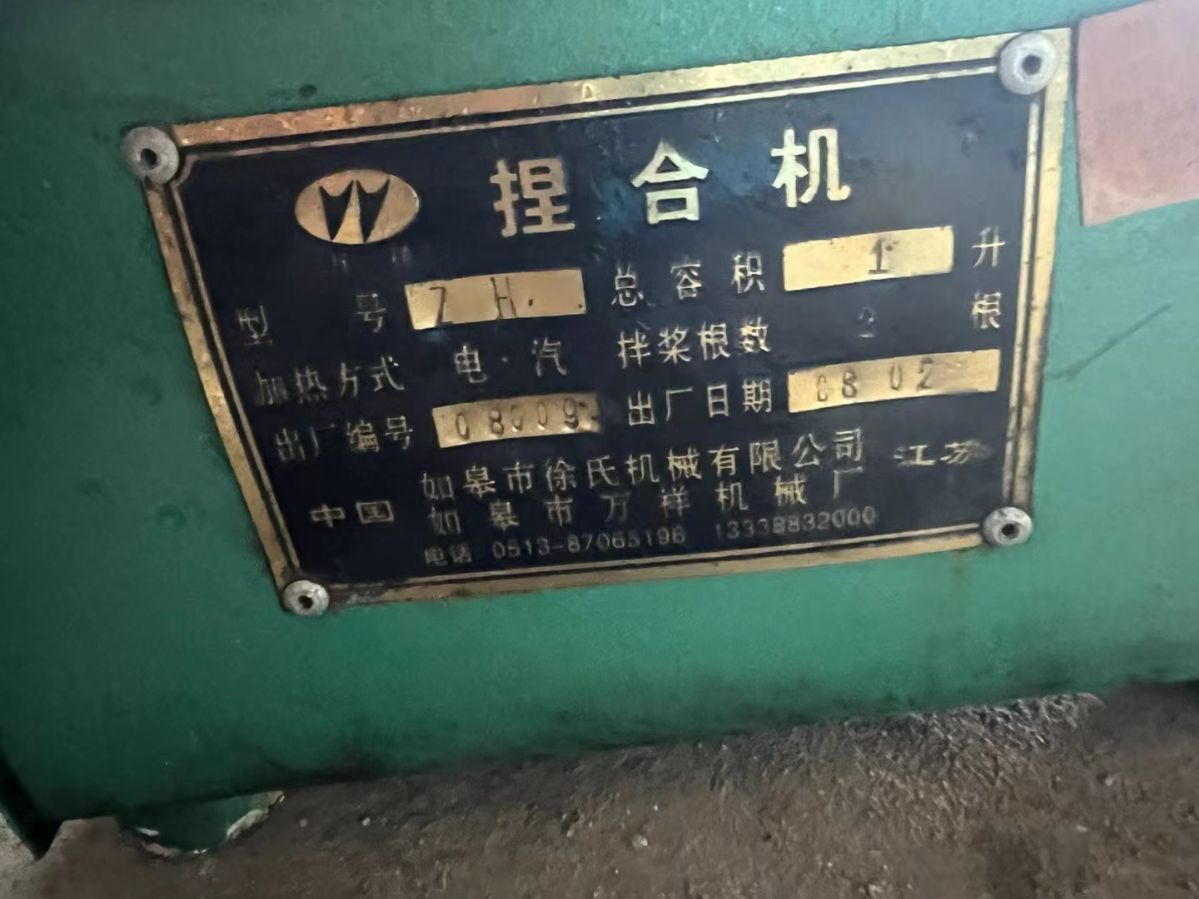 捏合机
型号 ZH. 总容积 1 升
加热方式 电·汽 拌桨根数 2 根
出厂编号 08009 出厂日期 08 02
如皋市徐氏机械有限公司 江苏
中国 如皋市万祥机械厂
电话 0513-87065196 13338832000